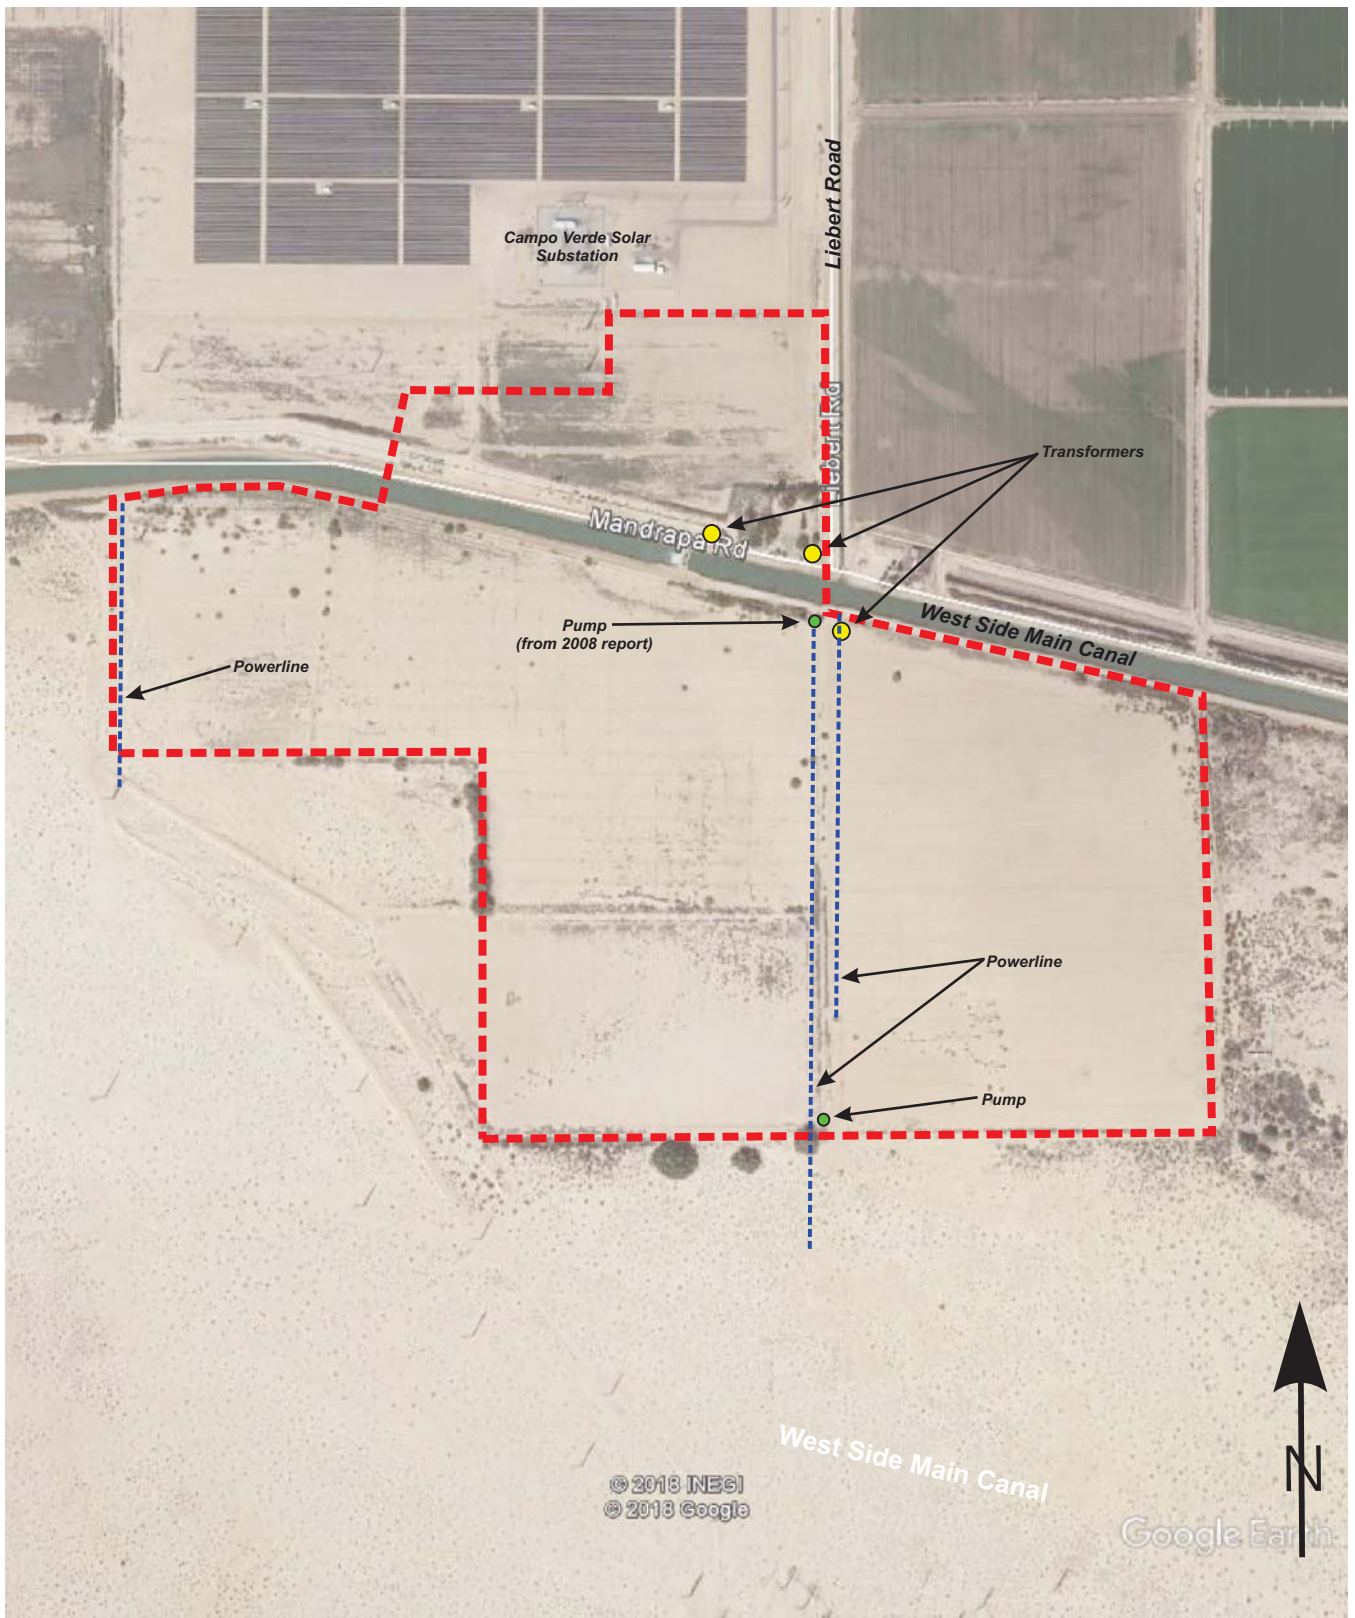 Campo Verde Solar
Substation
Liebert Road
Liebert Rd
Transformers
Mandrapa Rd
West Side Main Canal
Pump
(from 2008 report)
Powerline
Powerline
Pump
West Side Main Canal
N
© 2018 INEGI
© 2018 Google
Google Earth